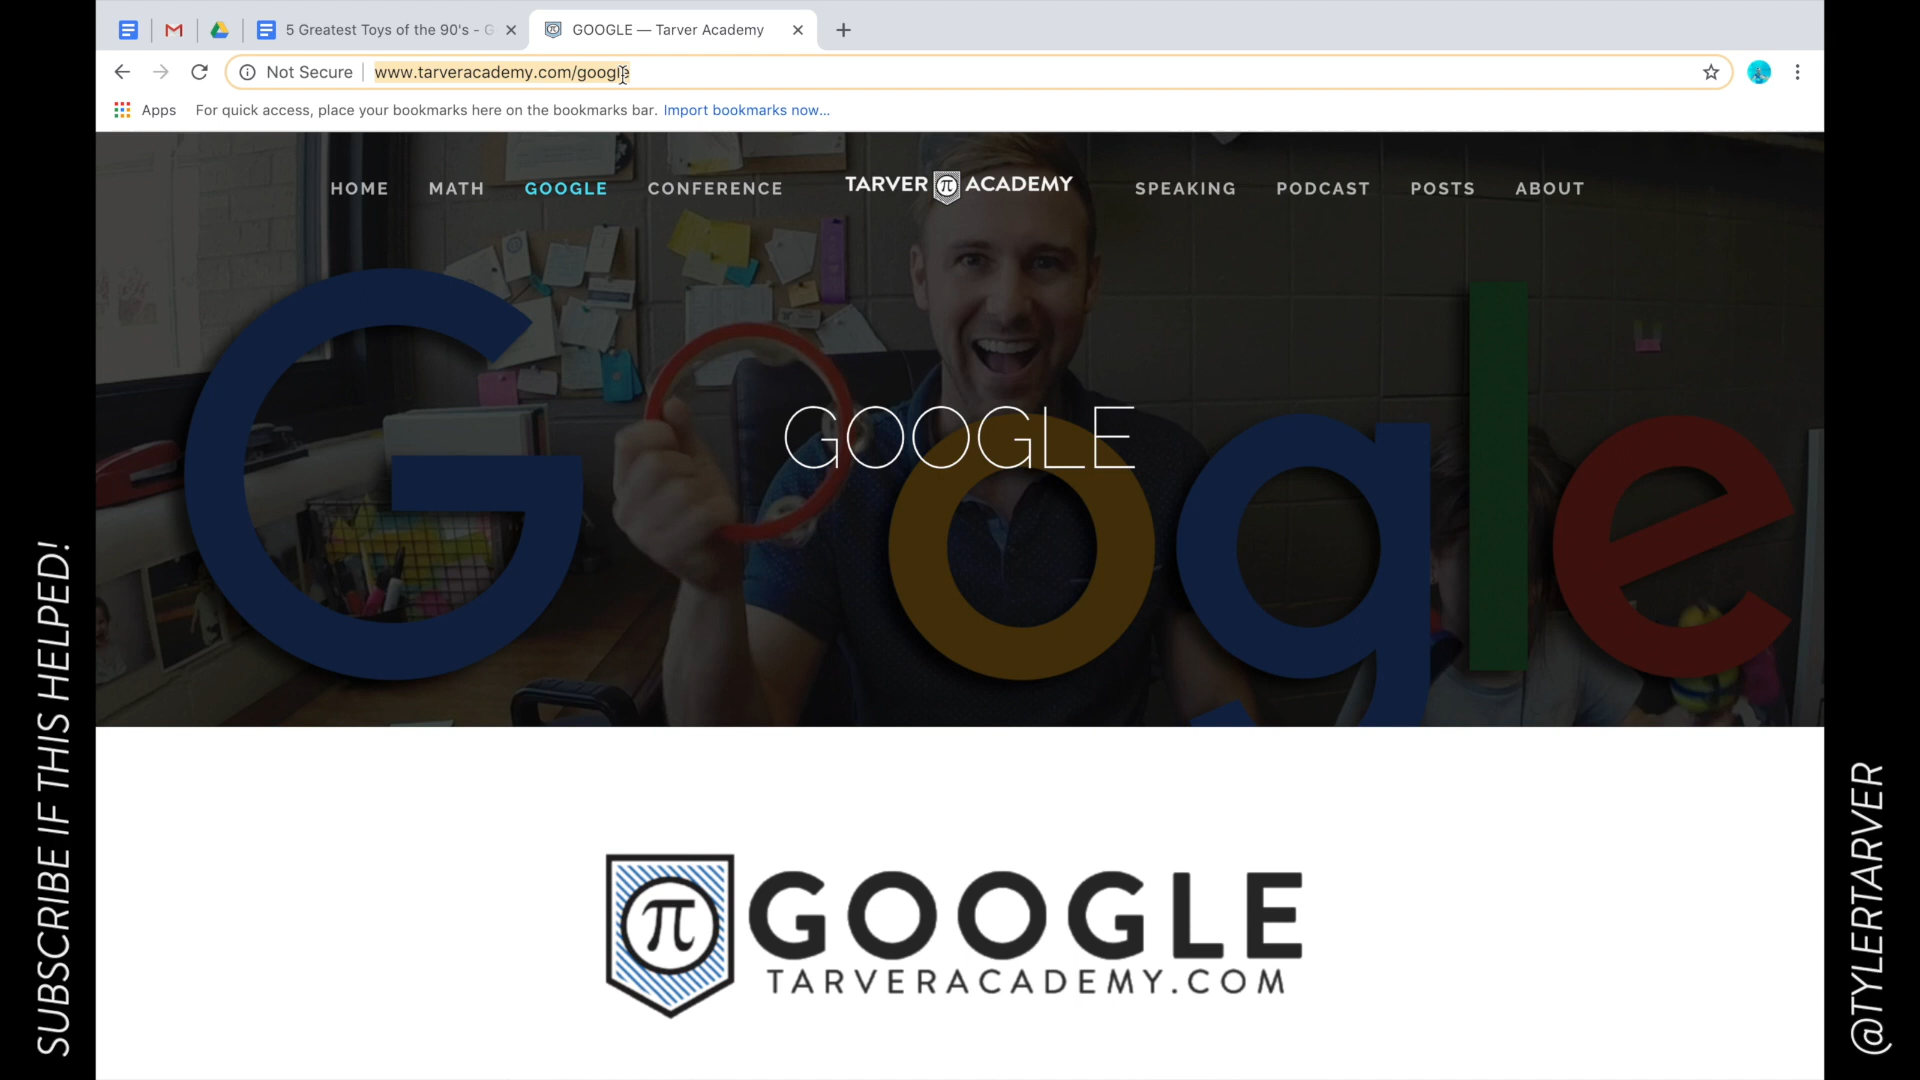 5 Greatest Toys of the 90's - G
GOOGLE — Tarver Academy
Not Secure
www.tarveracademy.com/google
Apps
For quick access, place your bookmarks here on the bookmarks bar. Import bookmarks now...
HOME MATH GOOGLE CONFERENCE TARVER π ACADEMY SPEAKING PODCAST POSTS ABOUT
Google
GOOGLE
π GOOGLE
TARVERACADEMY.COM
SUBSCRIBE IF THIS HELPED!
@TYLERTARVER